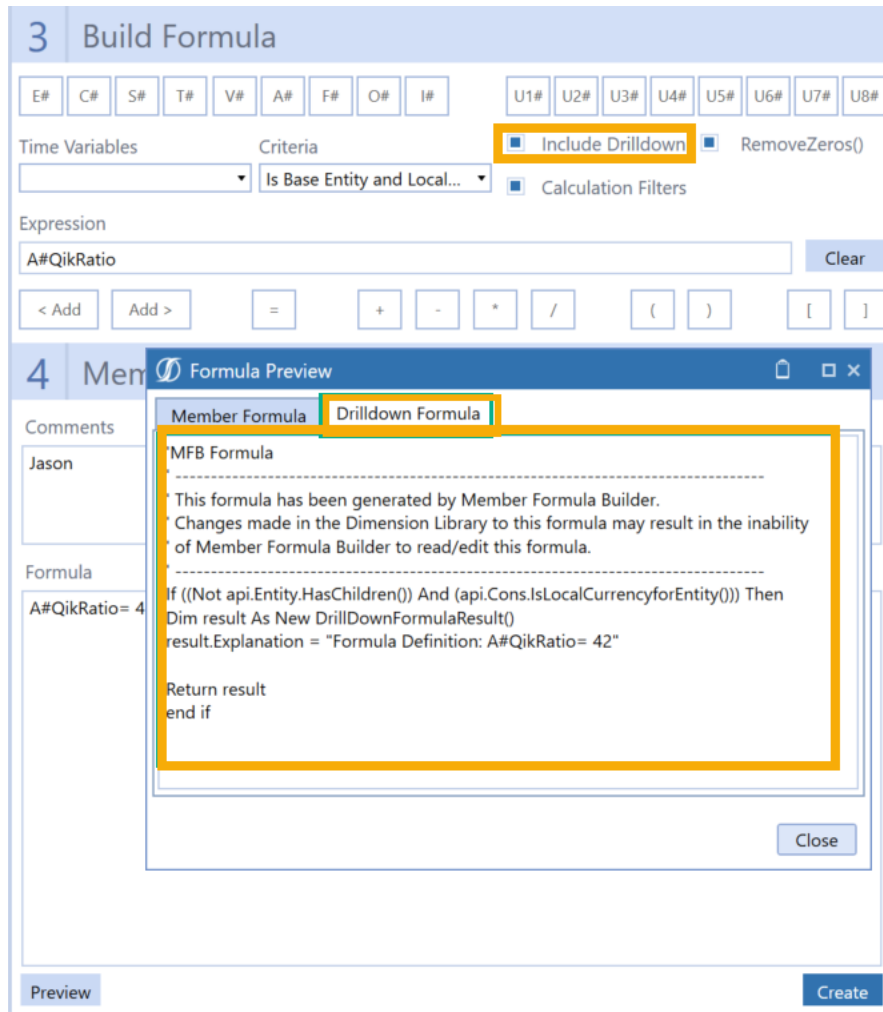 3 Build Formula
E# C# S# T# V# A# F# O# I# U1# U2# U3# U4# U5# U6# U7# U8#
Time Variables Criteria Include Drilldown RemoveZeros()
Is Base Entity and Local... Calculation Filters
Expression
A#QikRatio Clear
< Add Add > = + - * / ( ) [ ]
4 Mem
Formula Preview
Member Formula Drilldown Formula
Comments
Jason
'MFB Formula
' ------------------------------------------------------------------------------------
' This formula has been generated by Member Formula Builder.
' Changes made in the Dimension Library to this formula may result in the inability
' of Member Formula Builder to read/edit this formula.
' ------------------------------------------------------------------------------------
If ((Not api.Entity.HasChildren()) And (api.Cons.IsLocalCurrencyforEntity())) Then
Dim result As New DrillDownFormulaResult()
result.Explanation = "Formula Definition: A#QikRatio= 42"
Return result
end if
Close
Formula
A#QikRatio= 4
Preview Create